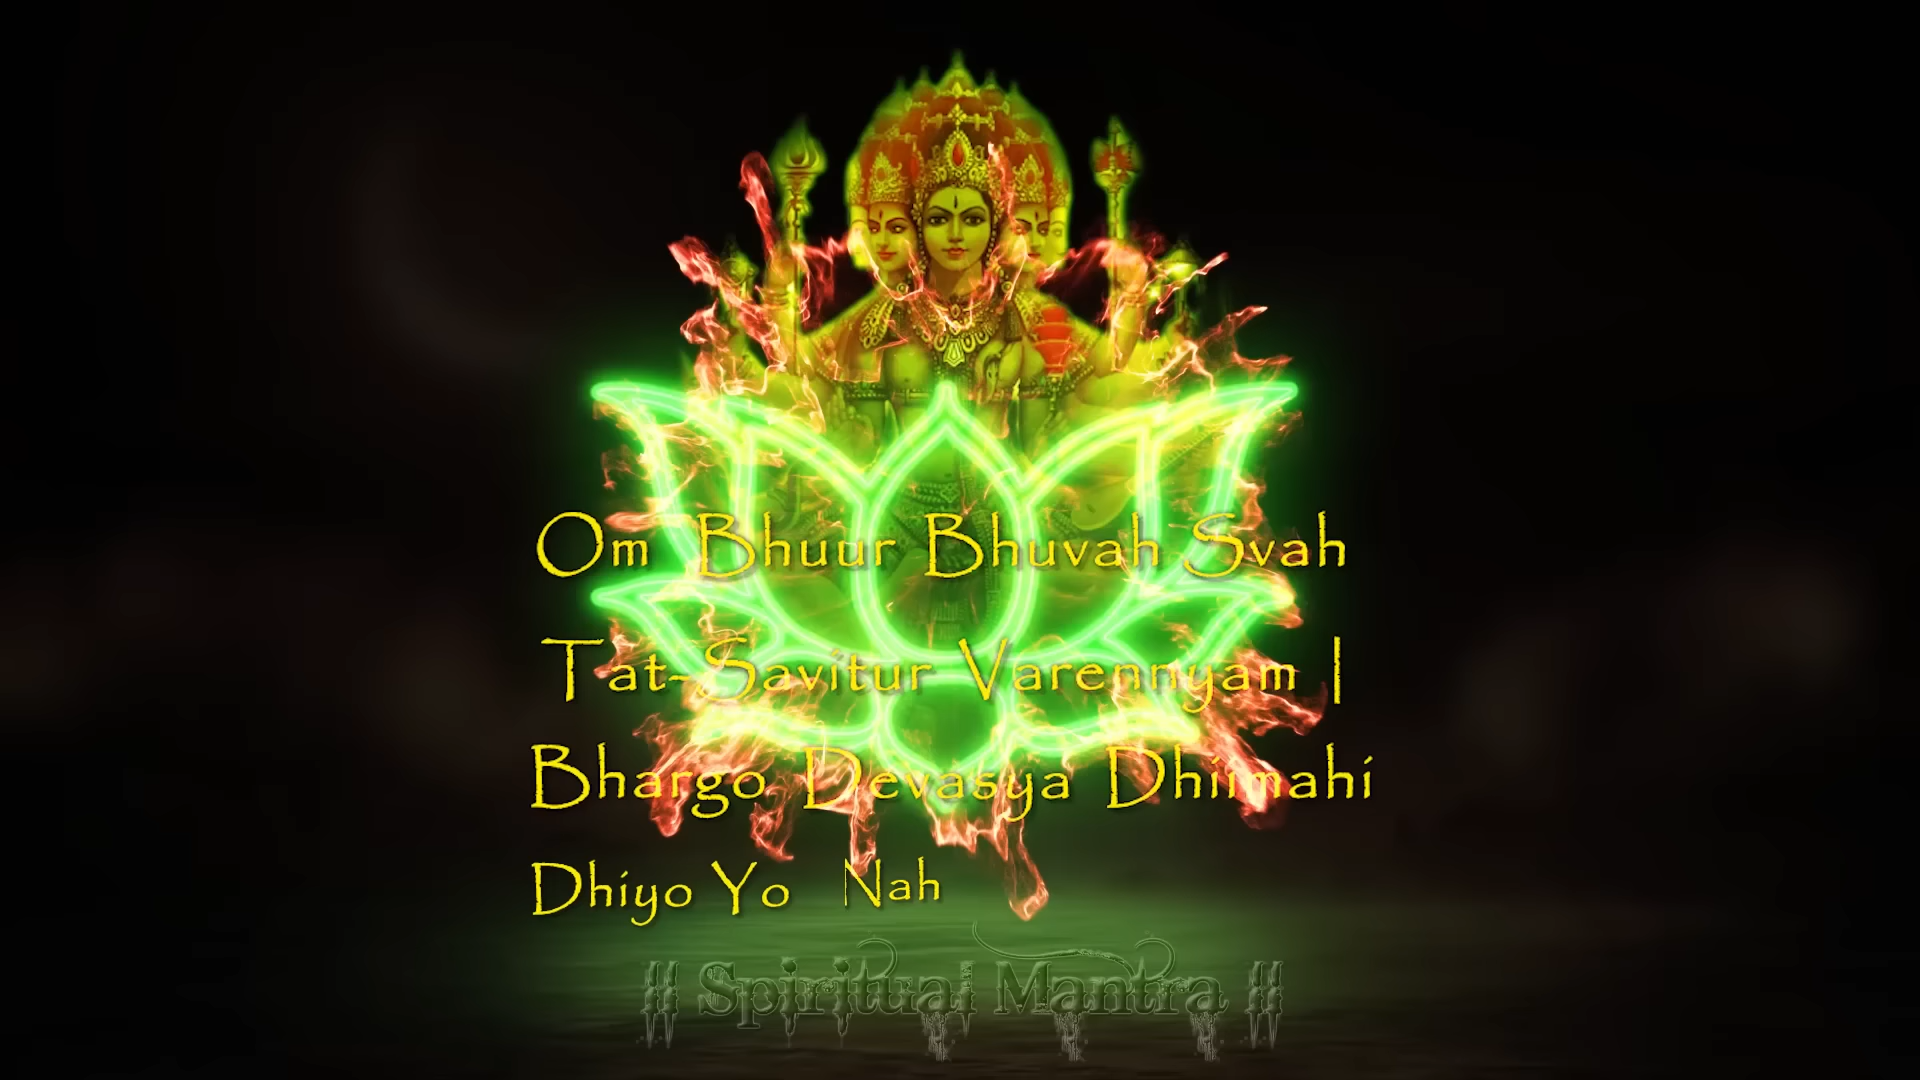 Om Bhuur Bhuvah Svah
Tat-Savitur Varennyam |
Bhargo Devasya Dhiimahi
Dhiyo Yo Nah
|| Spiritual Mantra ||